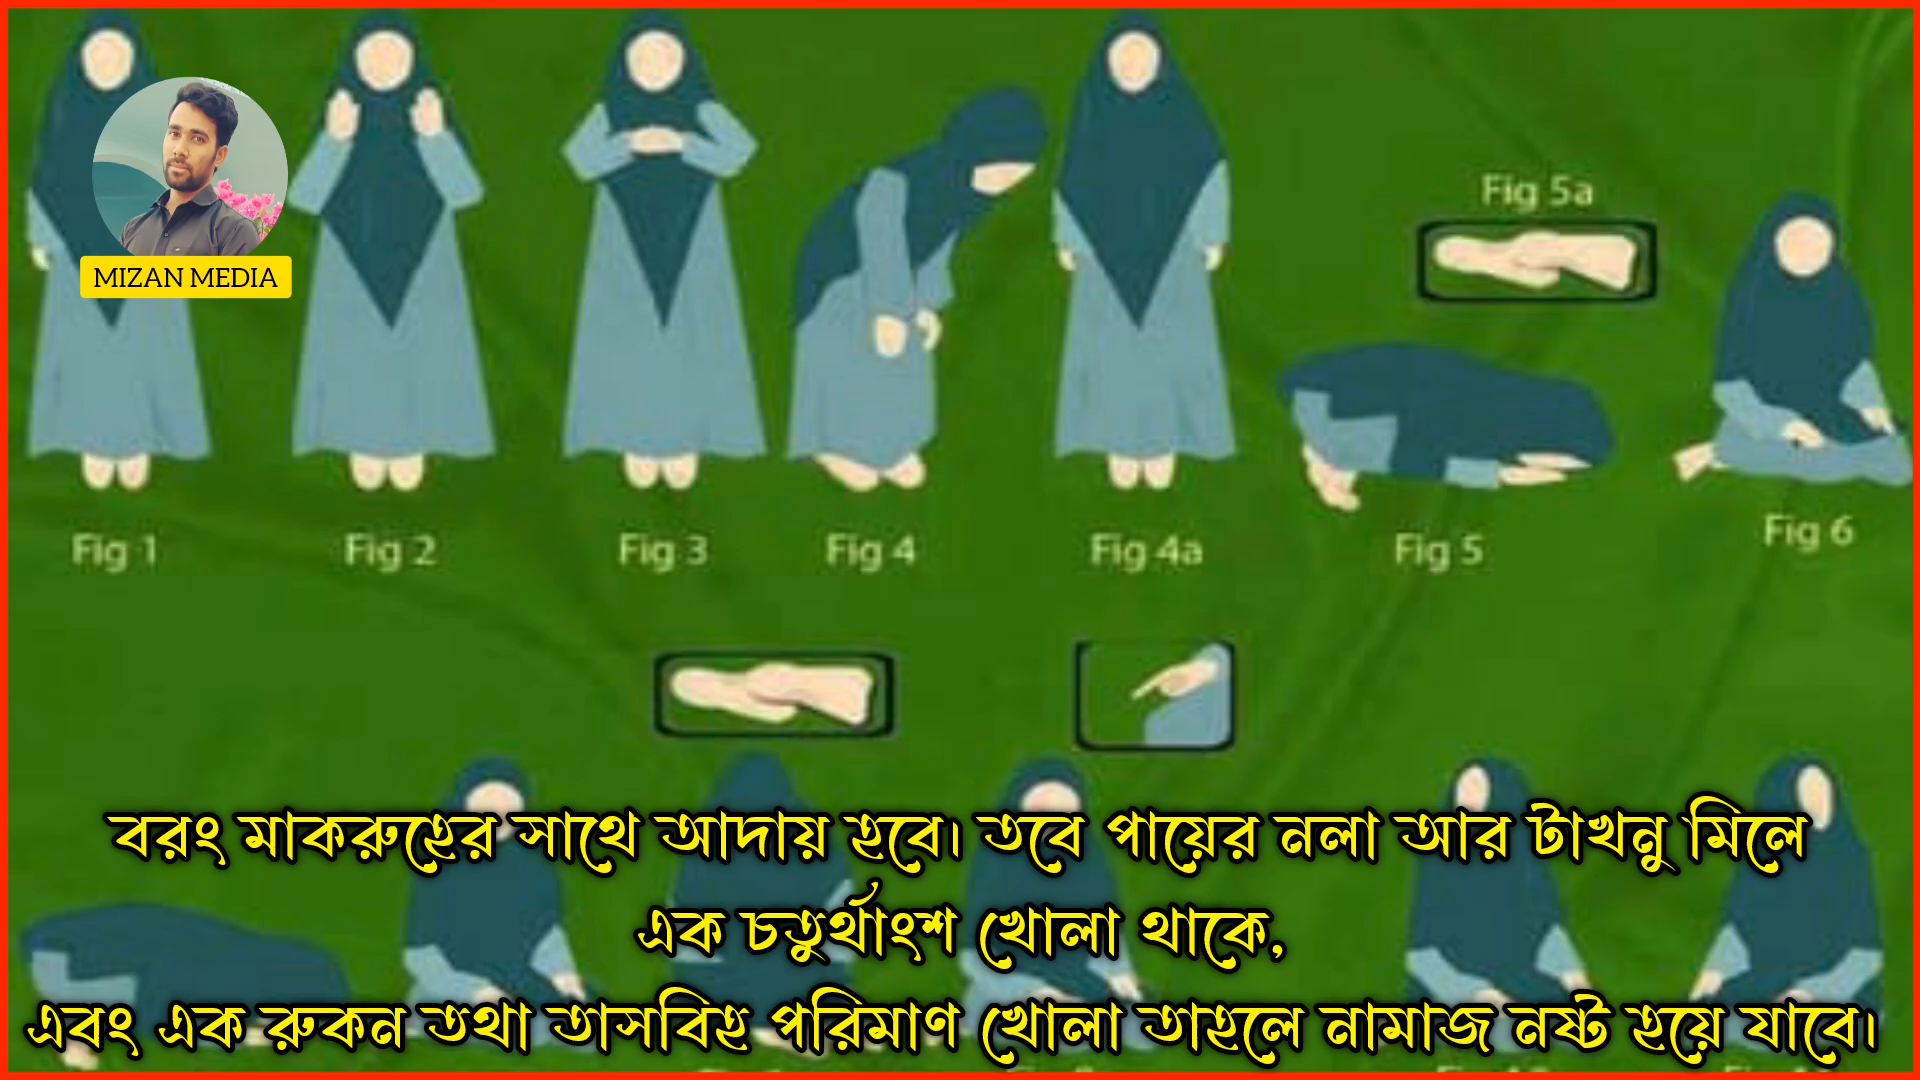 MIZAN MEDIA
Fig 5a
Fig 1 Fig 2 Fig 3 Fig 4 Fig 4a Fig 5 Fig 6
বরং মাকরুহের সাথে আদায় হবে। তবে পায়ের নলা আর টাখনু মিলে
এক চতুর্থাংশ খোলা থাকে,
এবং এক রুকন তথা তাসবিহ পরিমাণ খোলা তাহলে নামাজ নষ্ট হয়ে যাবে।